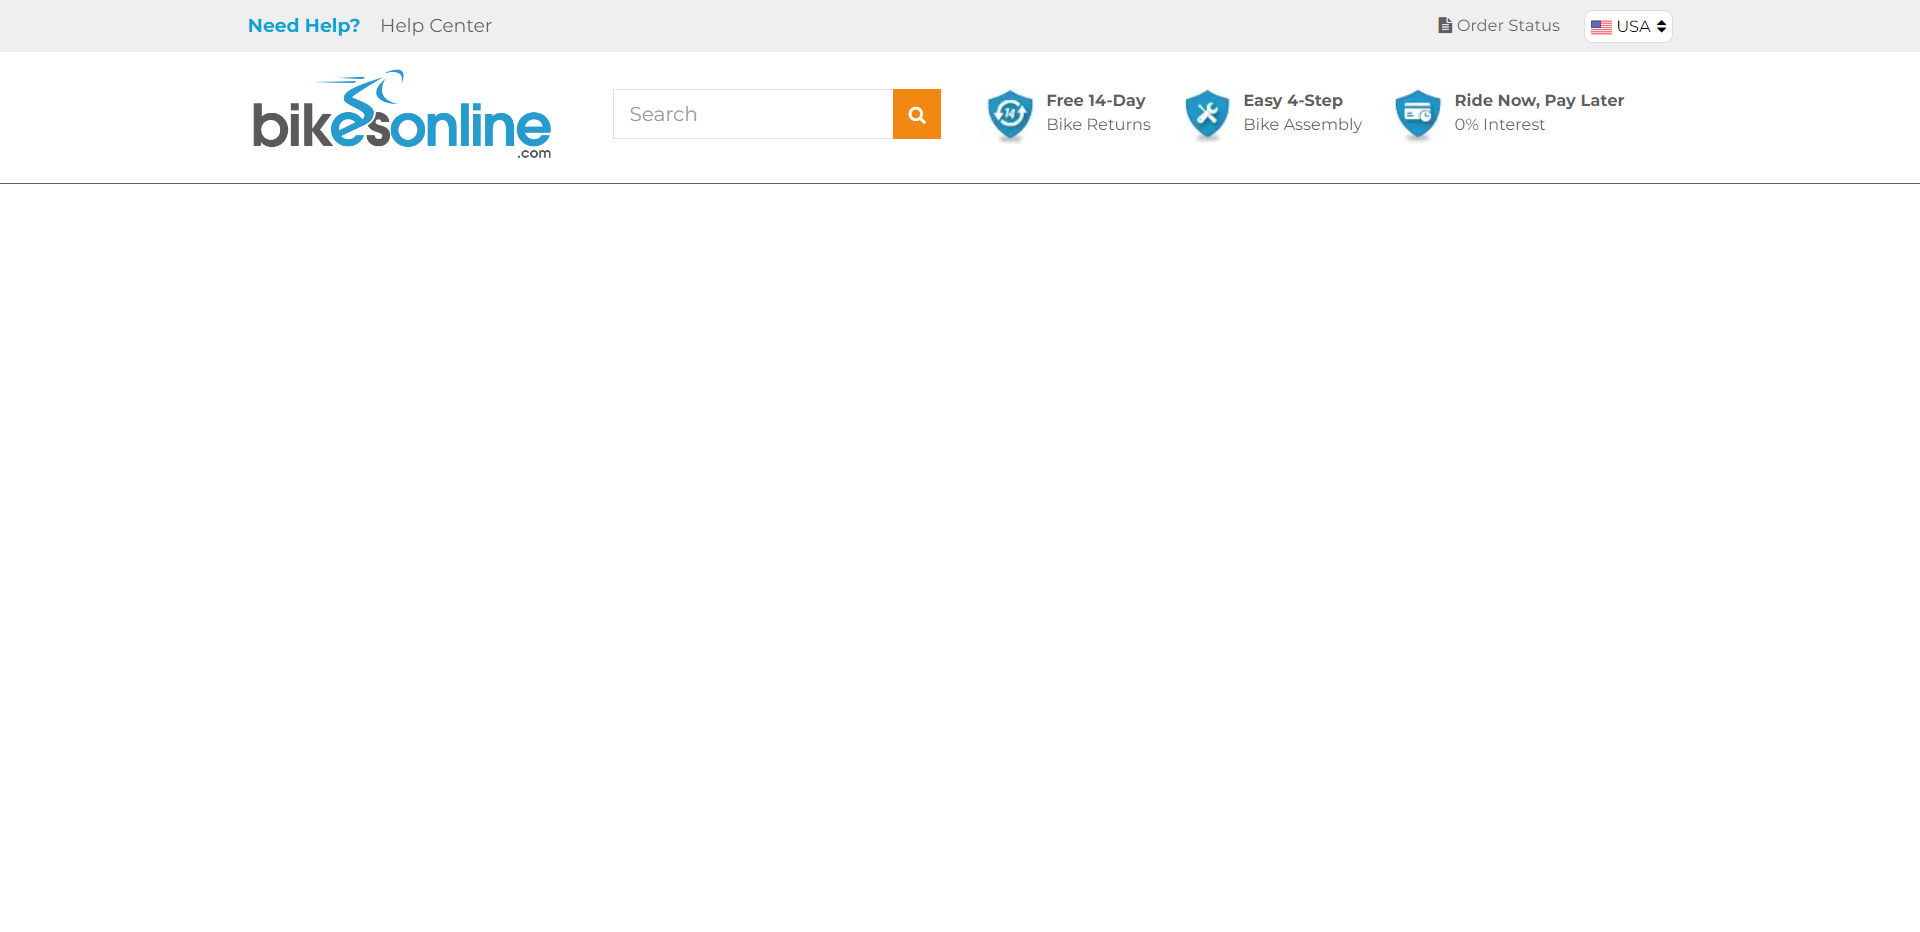 Need Help? Help Center Order Status USA
bikesonline
.com
Search
14
Free 14-Day
Bike Returns
Easy 4-Step
Bike Assembly
Ride Now, Pay Later
0% Interest